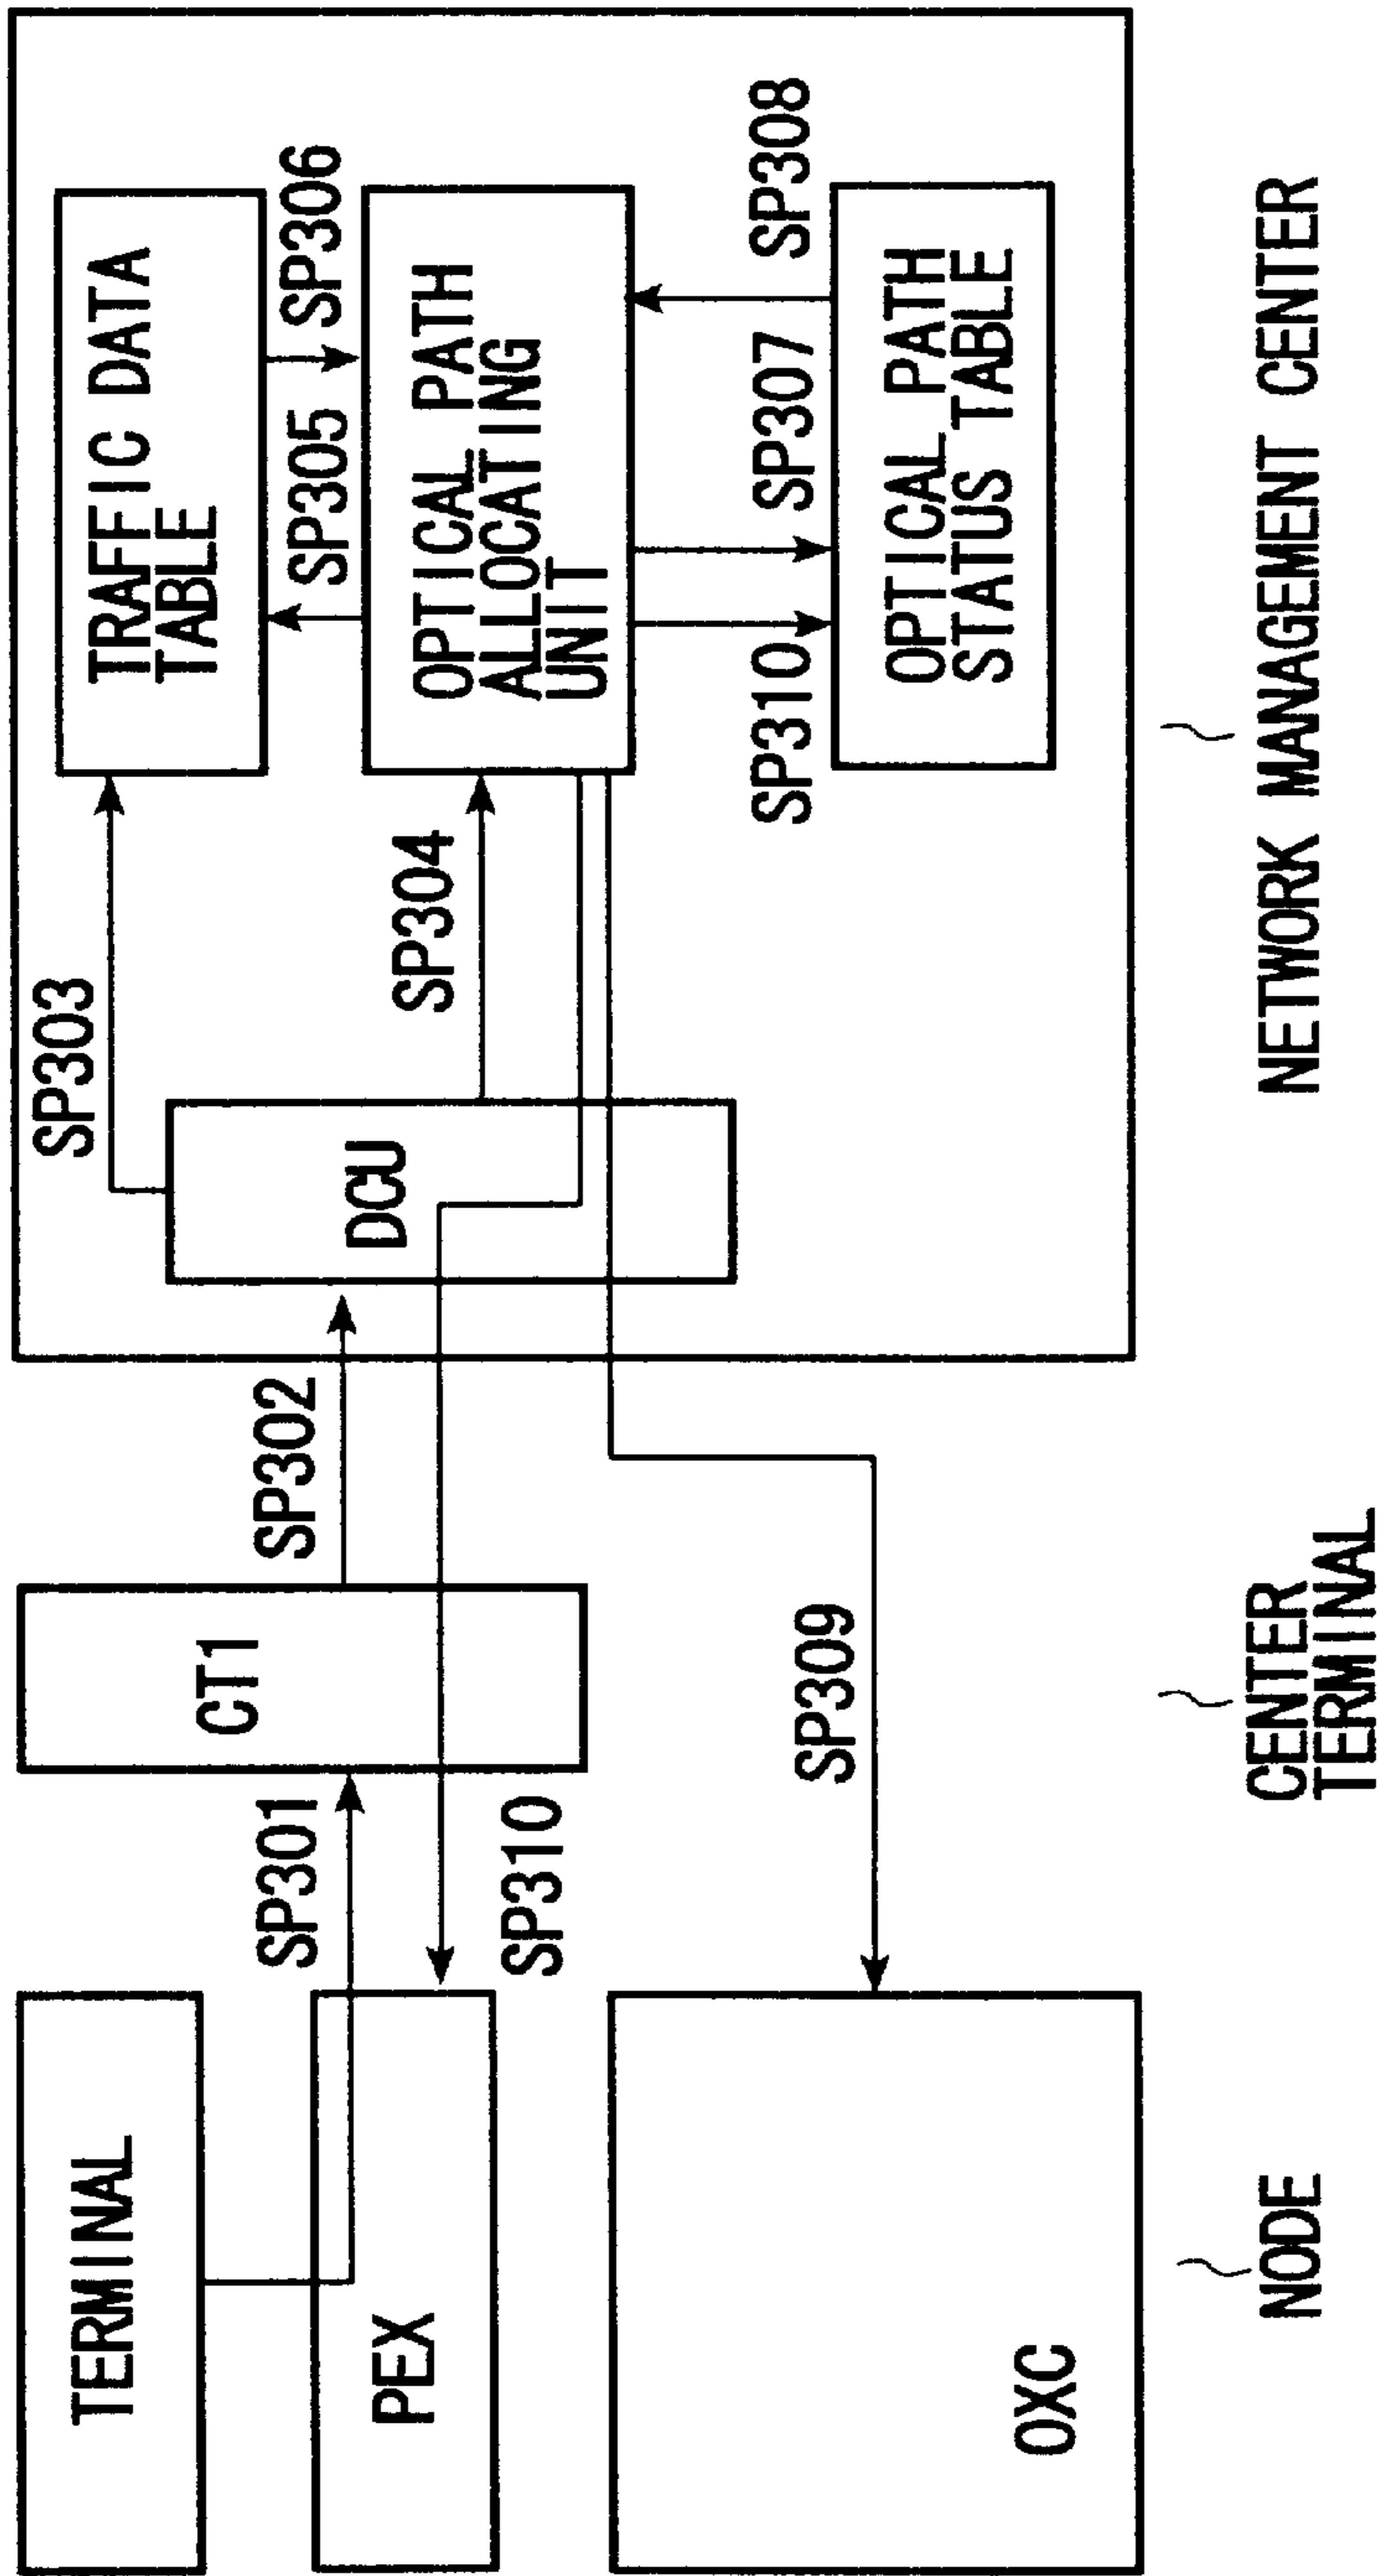 TERMINAL
PEX
OXC
NODE
SP301
SP310
SP309
CT1
CENTER
TERMINAL
SP302
DCU
SP303
SP304
TRAFFIC DATA
TABLE
SP305
SP306
OPTICAL PATH
ALLOCATING
UNIT
SP310
SP307
SP308
OPTICAL PATH
STATUS TABLE
NETWORK MANAGEMENT CENTER